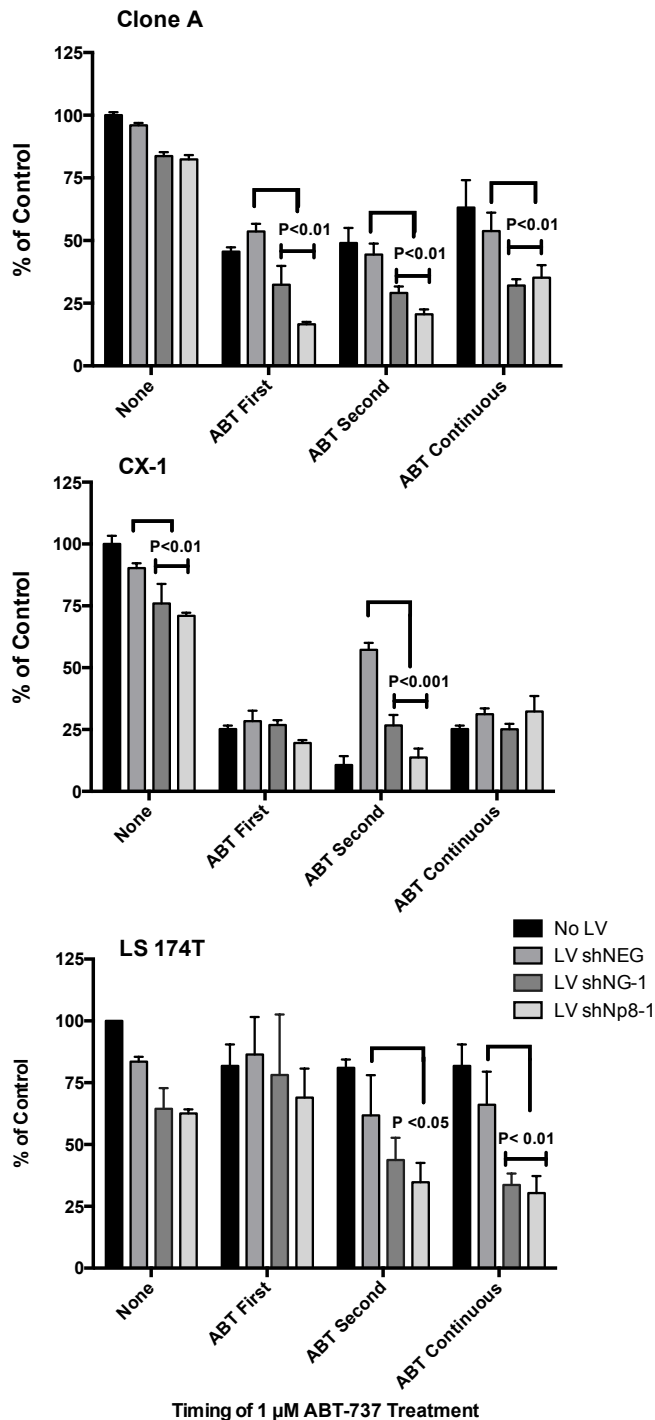 Clone A
125
100
75
50
25
0
% of Control
P<0.01
P<0.01
P<0.01
None
ABT First
ABT Second
ABT Continuous
CX-1
125
100
75
50
25
0
% of Control
P<0.01
P<0.001
None
ABT First
ABT Second
ABT Continuous
No LV
LV shNEG
LV shNG-1
LV shNp8-1
LS 174T
125
100
75
50
25
0
% of Control
P <0.05
P< 0.01
None
ABT First
ABT Second
ABT Continuous
Timing of 1 µM ABT-737 Treatment